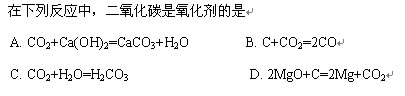 在下列反应中，二氧化碳是氧化剂的是↵
A. CO₂+Ca(OH)₂=CaCO₃+H₂O B. C+CO₂=2CO↵
C. CO₂+H₂O=H₂CO₃ D. 2MgO+C=2Mg+CO₂↵